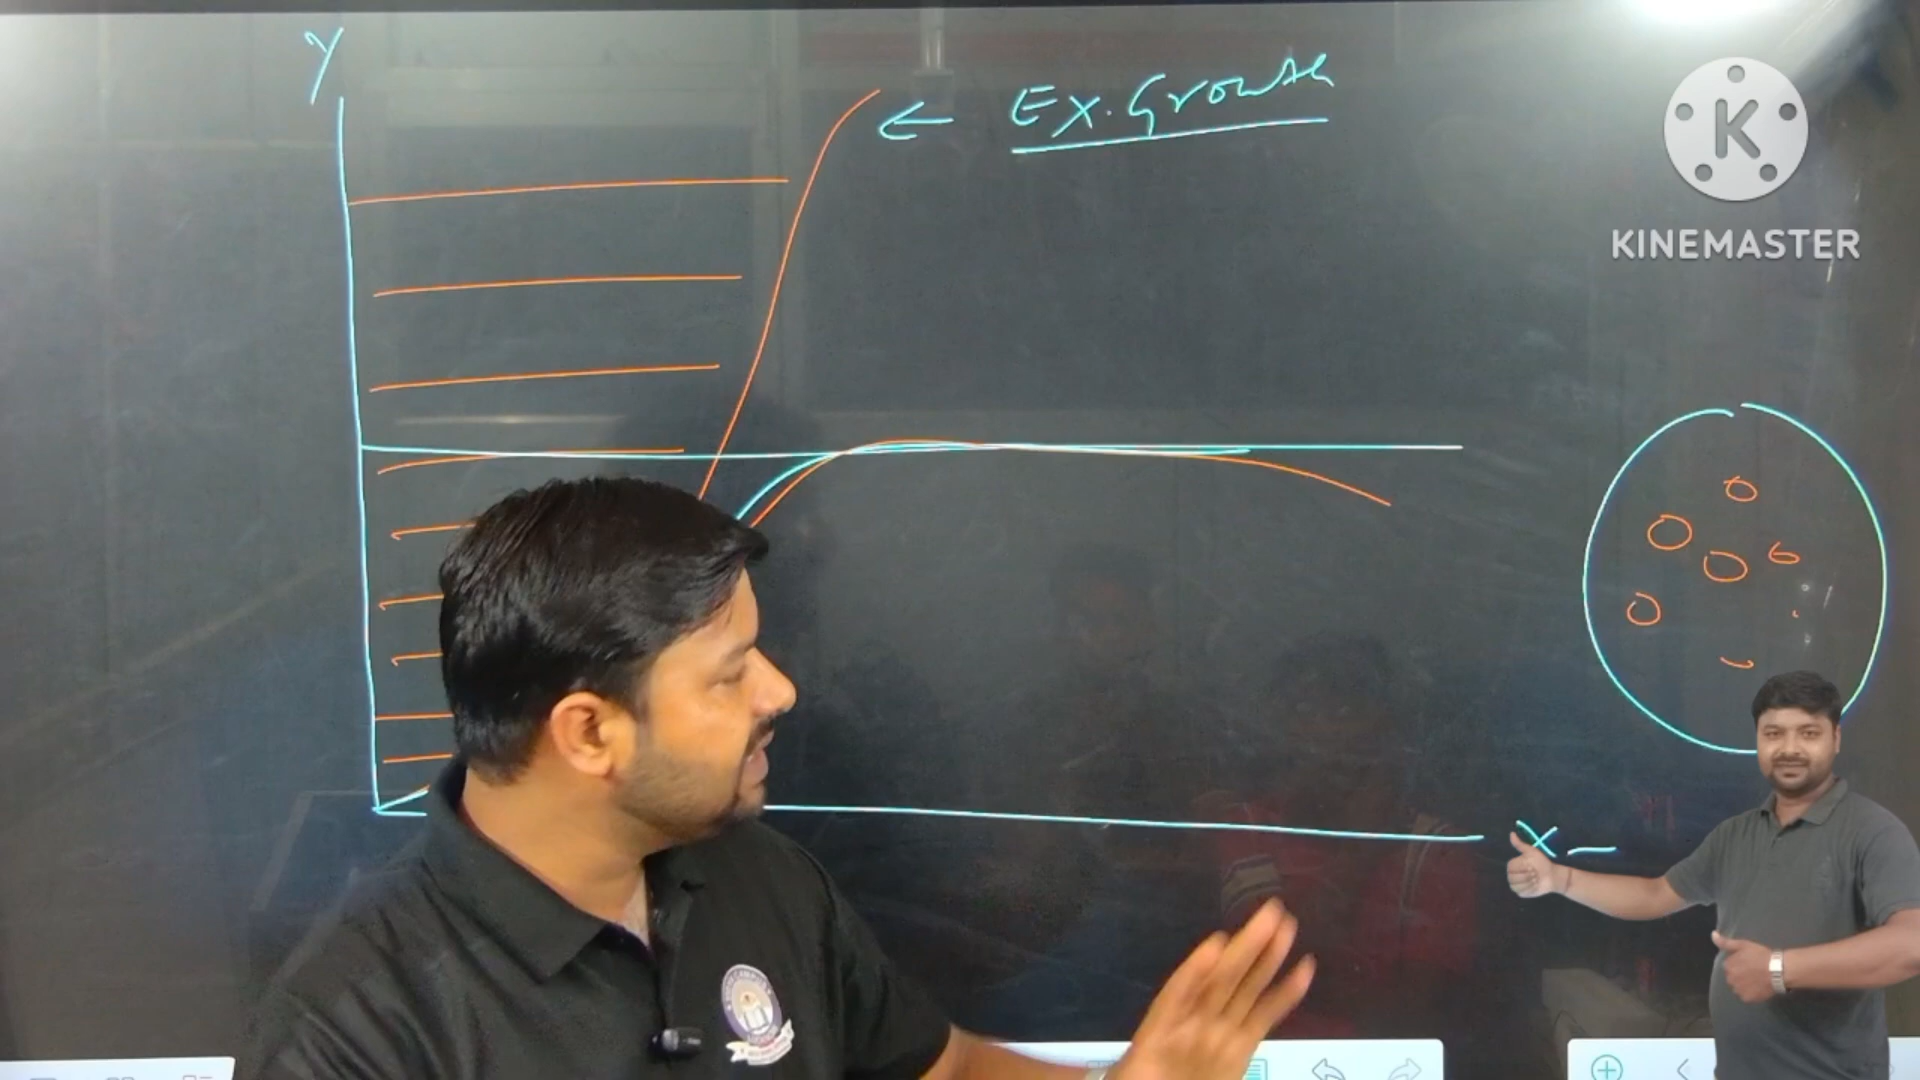 Y
← Ex. Growth
K
KINEMASTER
X –